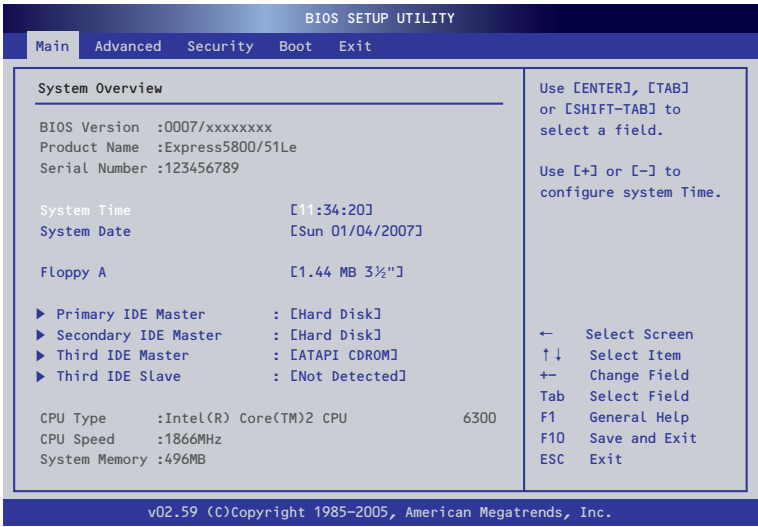 BIOS SETUP UTILITY
Main Advanced Security Boot Exit
System Overview
BIOS Version :0007/xxxxxxxx
Product Name :Express5800/51Le
Serial Number :123456789
System Time [11:34:20]
System Date [Sun 01/04/2007]
Floppy A [1.44 MB 3½"]
▶ Primary IDE Master : [Hard Disk]
▶ Secondary IDE Master : [Hard Disk]
▶ Third IDE Master : [ATAPI CDROM]
▶ Third IDE Slave : [Not Detected]
CPU Type :Intel(R) Core(TM)2 CPU 6300
CPU Speed :1866MHz
System Memory :496MB
Use [ENTER], [TAB]
or [SHIFT-TAB] to
select a field.
Use [+] or [-] to
configure system Time.
← Select Screen
↑↓ Select Item
+- Change Field
Tab Select Field
F1 General Help
F10 Save and Exit
ESC Exit
v02.59 (C)Copyright 1985-2005, American Megatrends, Inc.